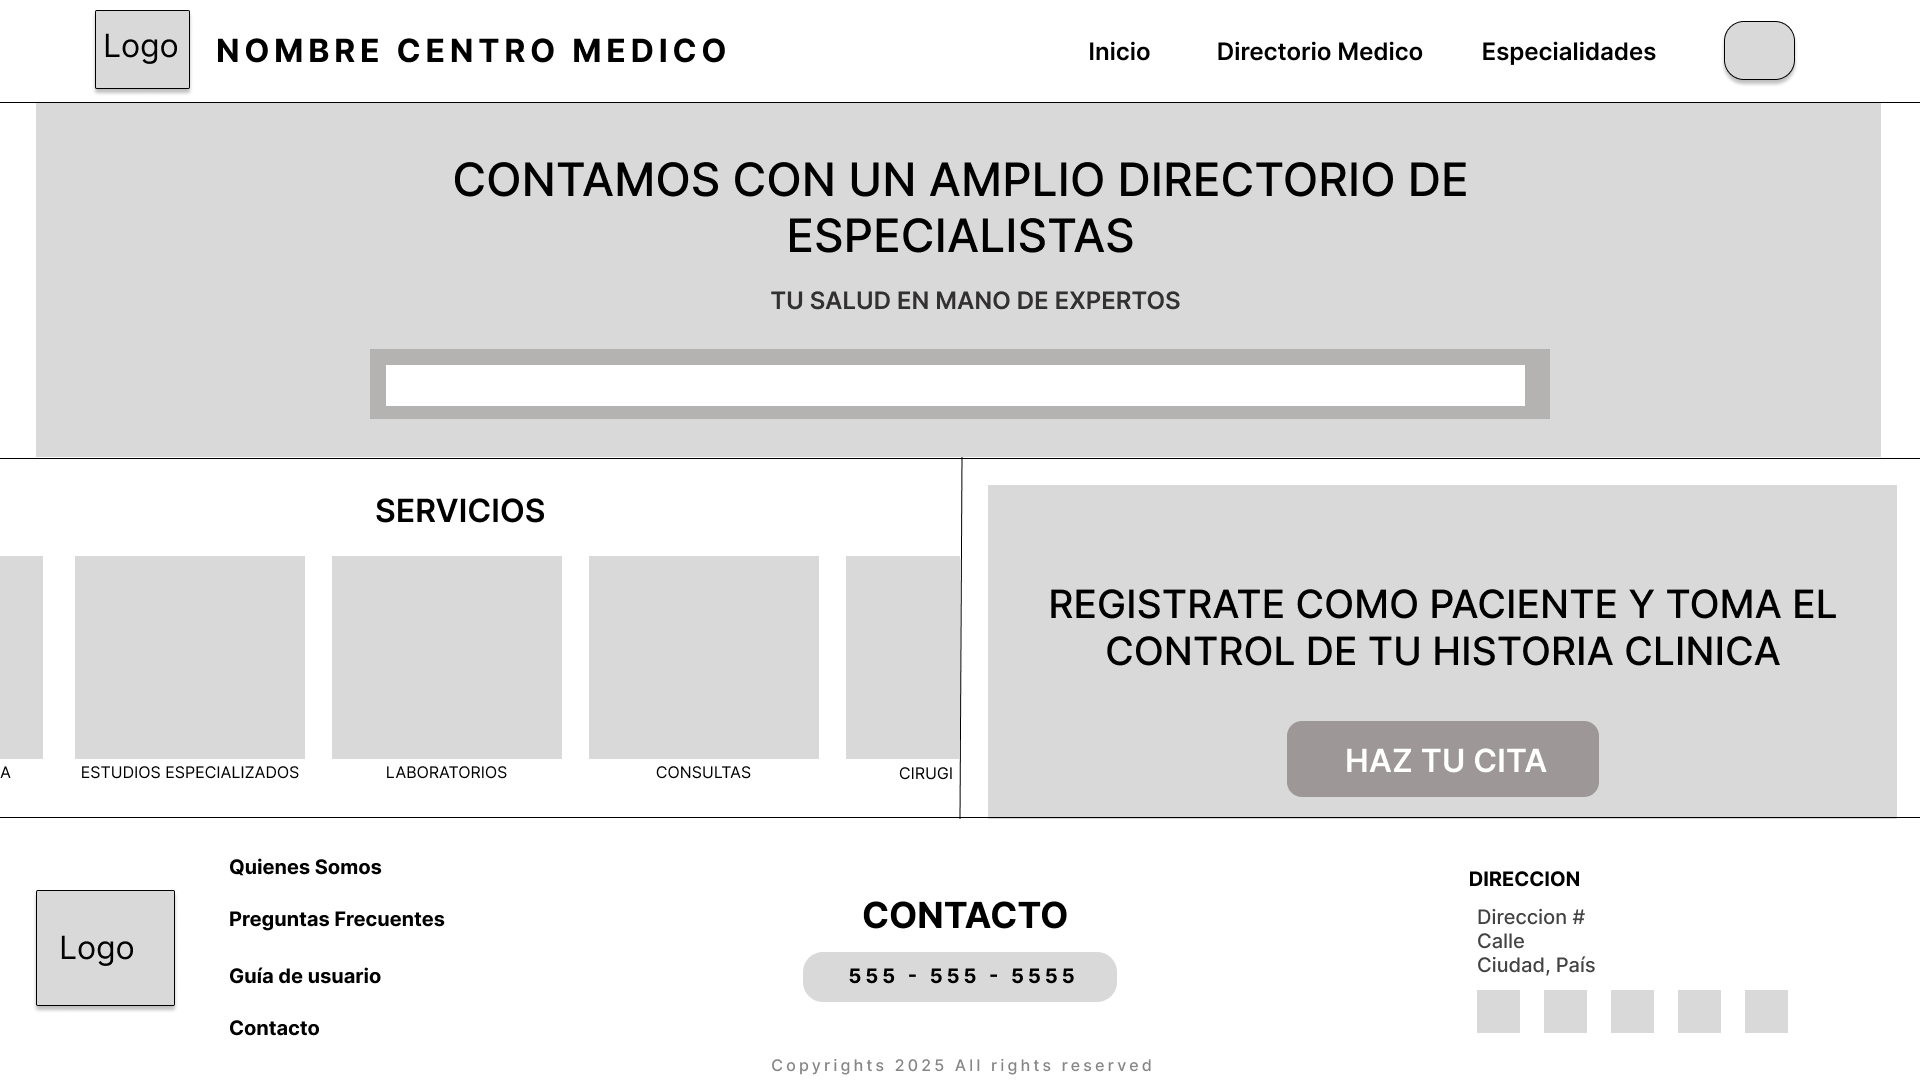 Logo
NOMBRE CENTRO MEDICO
Inicio
Directorio Medico
Especialidades
CONTAMOS CON UN AMPLIO DIRECTORIO DE
ESPECIALISTAS
TU SALUD EN MANO DE EXPERTOS
SERVICIOS
A
ESTUDIOS ESPECIALIZADOS
LABORATORIOS
CONSULTAS
CIRUGI
REGISTRATE COMO PACIENTE Y TOMA EL
CONTROL DE TU HISTORIA CLINICA
HAZ TU CITA
Logo
Quienes Somos
Preguntas Frecuentes
Guía de usuario
Contacto
CONTACTO
555 - 555 - 5555
DIRECCION
Direccion #
Calle
Ciudad, País
Copyrights 2025 All rights reserved